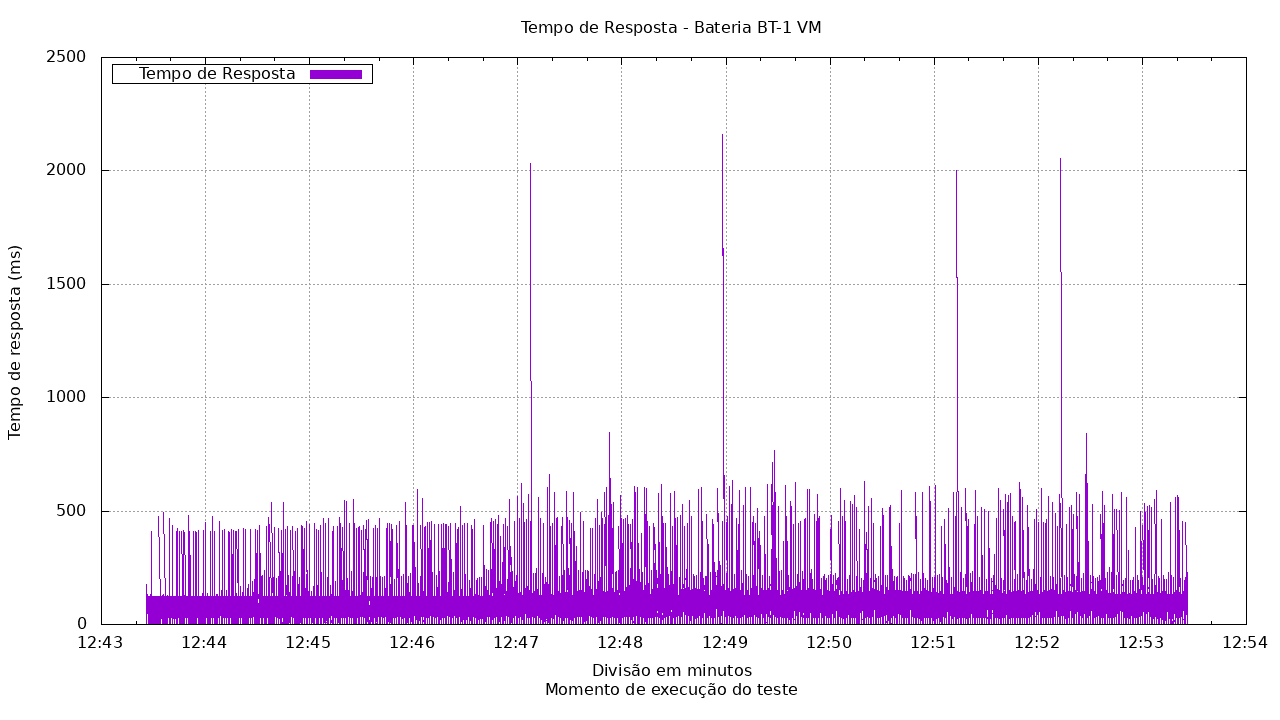 Tempo de Resposta - Bateria BT-1 VM
Tempo de Resposta
Tempo de resposta (ms)
2500
2000
1500
1000
500
0
12:43 12:44 12:45 12:46 12:47 12:48 12:49 12:50 12:51 12:52 12:53 12:54
Divisão em minutos
Momento de execução do teste